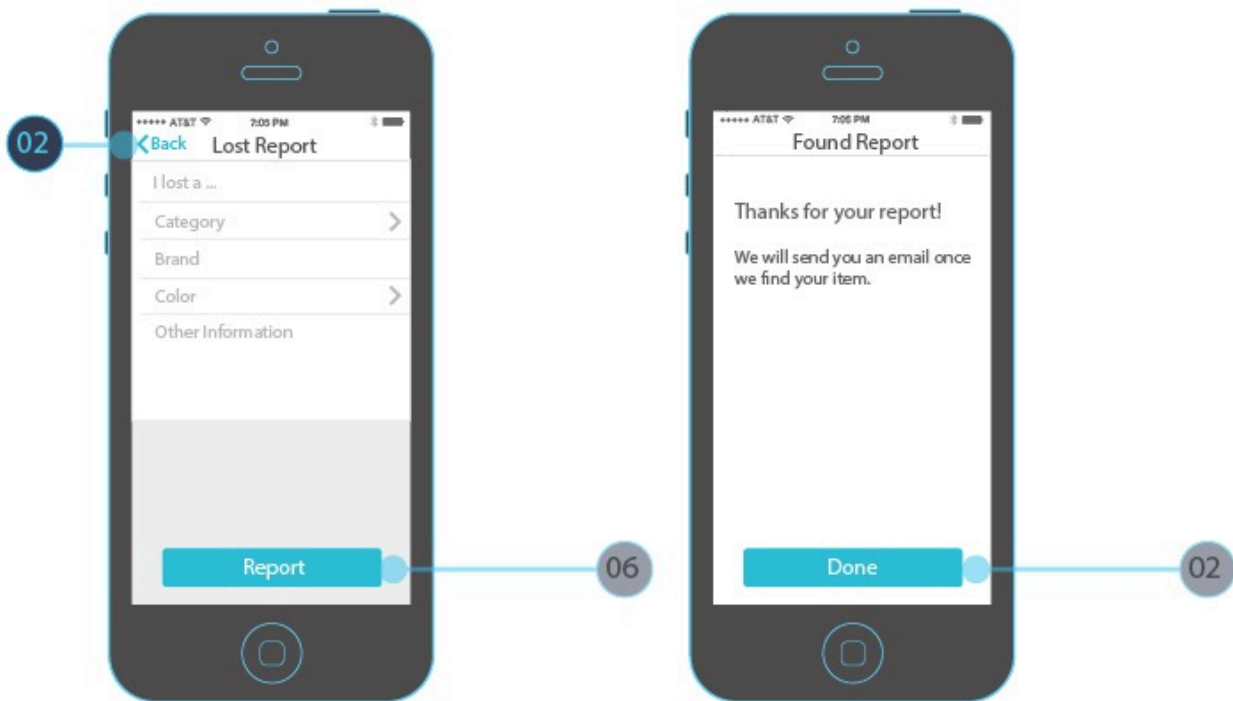 +++++ AT&T 7:05 PM
02
Back Lost Report
I lost a ...
Category
Brand
Color
Other Information
Report
06
+++++ AT&T 7:05 PM
Found Report
Thanks for your report!
We will send you an email once
we find your item.
Done
02